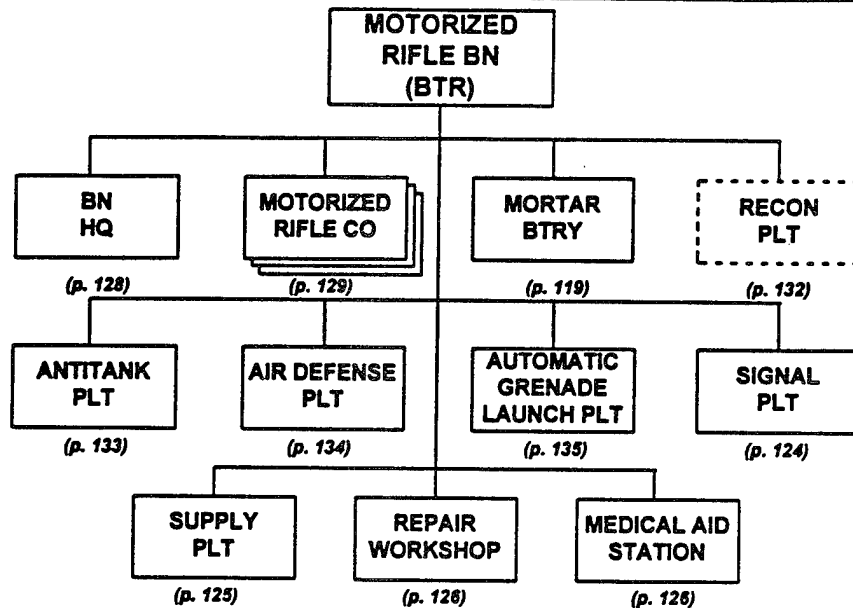 MOTORIZED
RIFLE BN
(BTR)
BN
HQ
(p. 128)
MOTORIZED
RIFLE CO
(p. 129)
MORTAR
BTRY
(p. 119)
RECON
PLT
(p. 132)
ANTITANK
PLT
(p. 133)
AIR DEFENSE
PLT
(p. 134)
AUTOMATIC
GRENADE
LAUNCH PLT
(p. 135)
SIGNAL
PLT
(p. 124)
SUPPLY
PLT
(p. 125)
REPAIR
WORKSHOP
(p. 126)
MEDICAL AID
STATION
(p. 126)